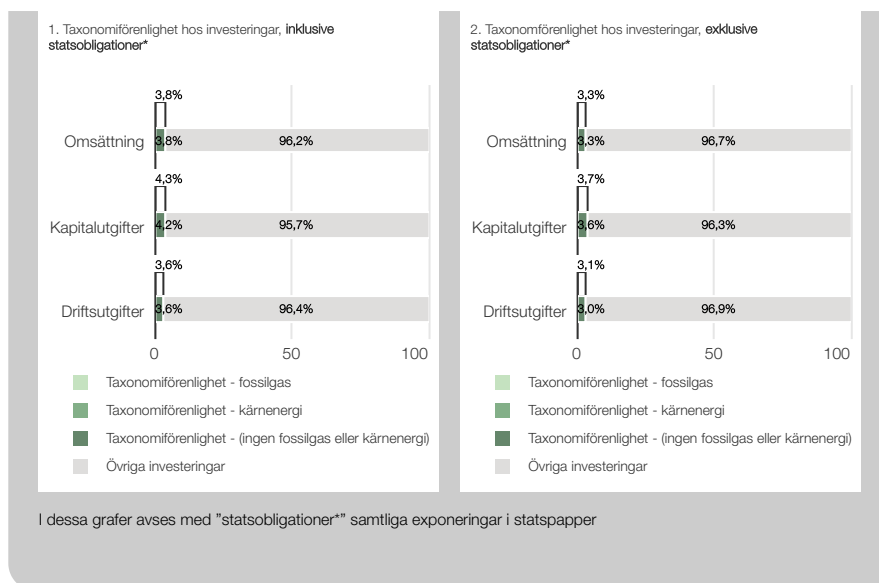 1. Taxonomiförenlighet hos investeringar, inklusive
statsobligationer*
3,8%
Omsättning 3,8% 96,2%
4,3%
Kapitalutgifter 4,2% 95,7%
3,6%
Driftsutgifter 3,6% 96,4%
0 50 100
Taxonomiförenlighet - fossilgas
Taxonomiförenlighet - kärnenergi
Taxonomiförenlighet - (ingen fossilgas eller kärnenergi)
Övriga investeringar
2. Taxonomförenlighet hos investeringar, exklusive
statsobligationer*
3,3%
Omsättning 3,3% 96,7%
3,7%
Kapitalutgifter 3,6% 96,3%
3,1%
Driftsutgifter 3,0% 96,9%
0 50 100
Taxonomiförenlighet - fossilgas
Taxonomiförenlighet - kärnenergi
Taxonomiförenlighet - (ingen fossilgas eller kärnenergi)
Övriga investeringar
I dessa grafer avses med ”statsobligationer*” samtliga exponeringar i statspapper